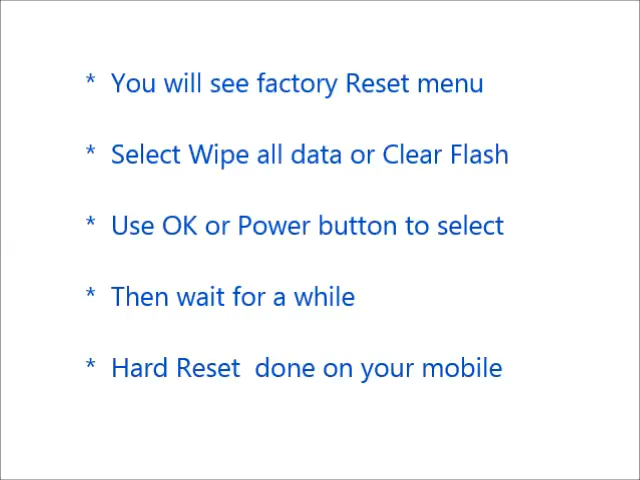 * You will see factory Reset menu
* Select Wipe all data or Clear Flash
* Use OK or Power button to select
* Then wait for a while
* Hard Reset  done on your mobile